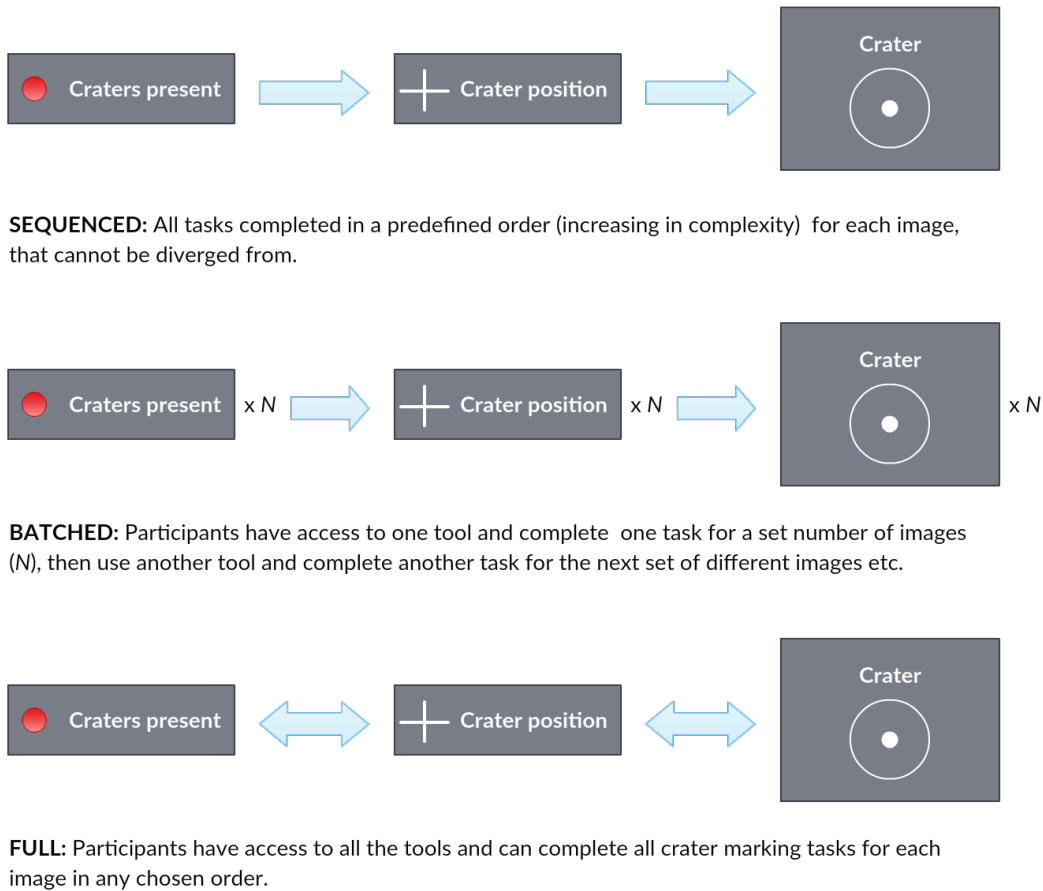 Craters present
Crater position
Crater
SEQUENCED: All tasks completed in a predefined order (increasing in complexity)  for each image,
that cannot be diverged from.
Craters present
x N
Crater position
x N
Crater
x N
BATCHED: Participants have access to one tool and complete  one task for a set number of images
(N), then use another tool and complete another task for the next set of different images etc.
Craters present
Crater position
Crater
FULL: Participants have access to all the tools and can complete all crater marking tasks for each
image in any chosen order.